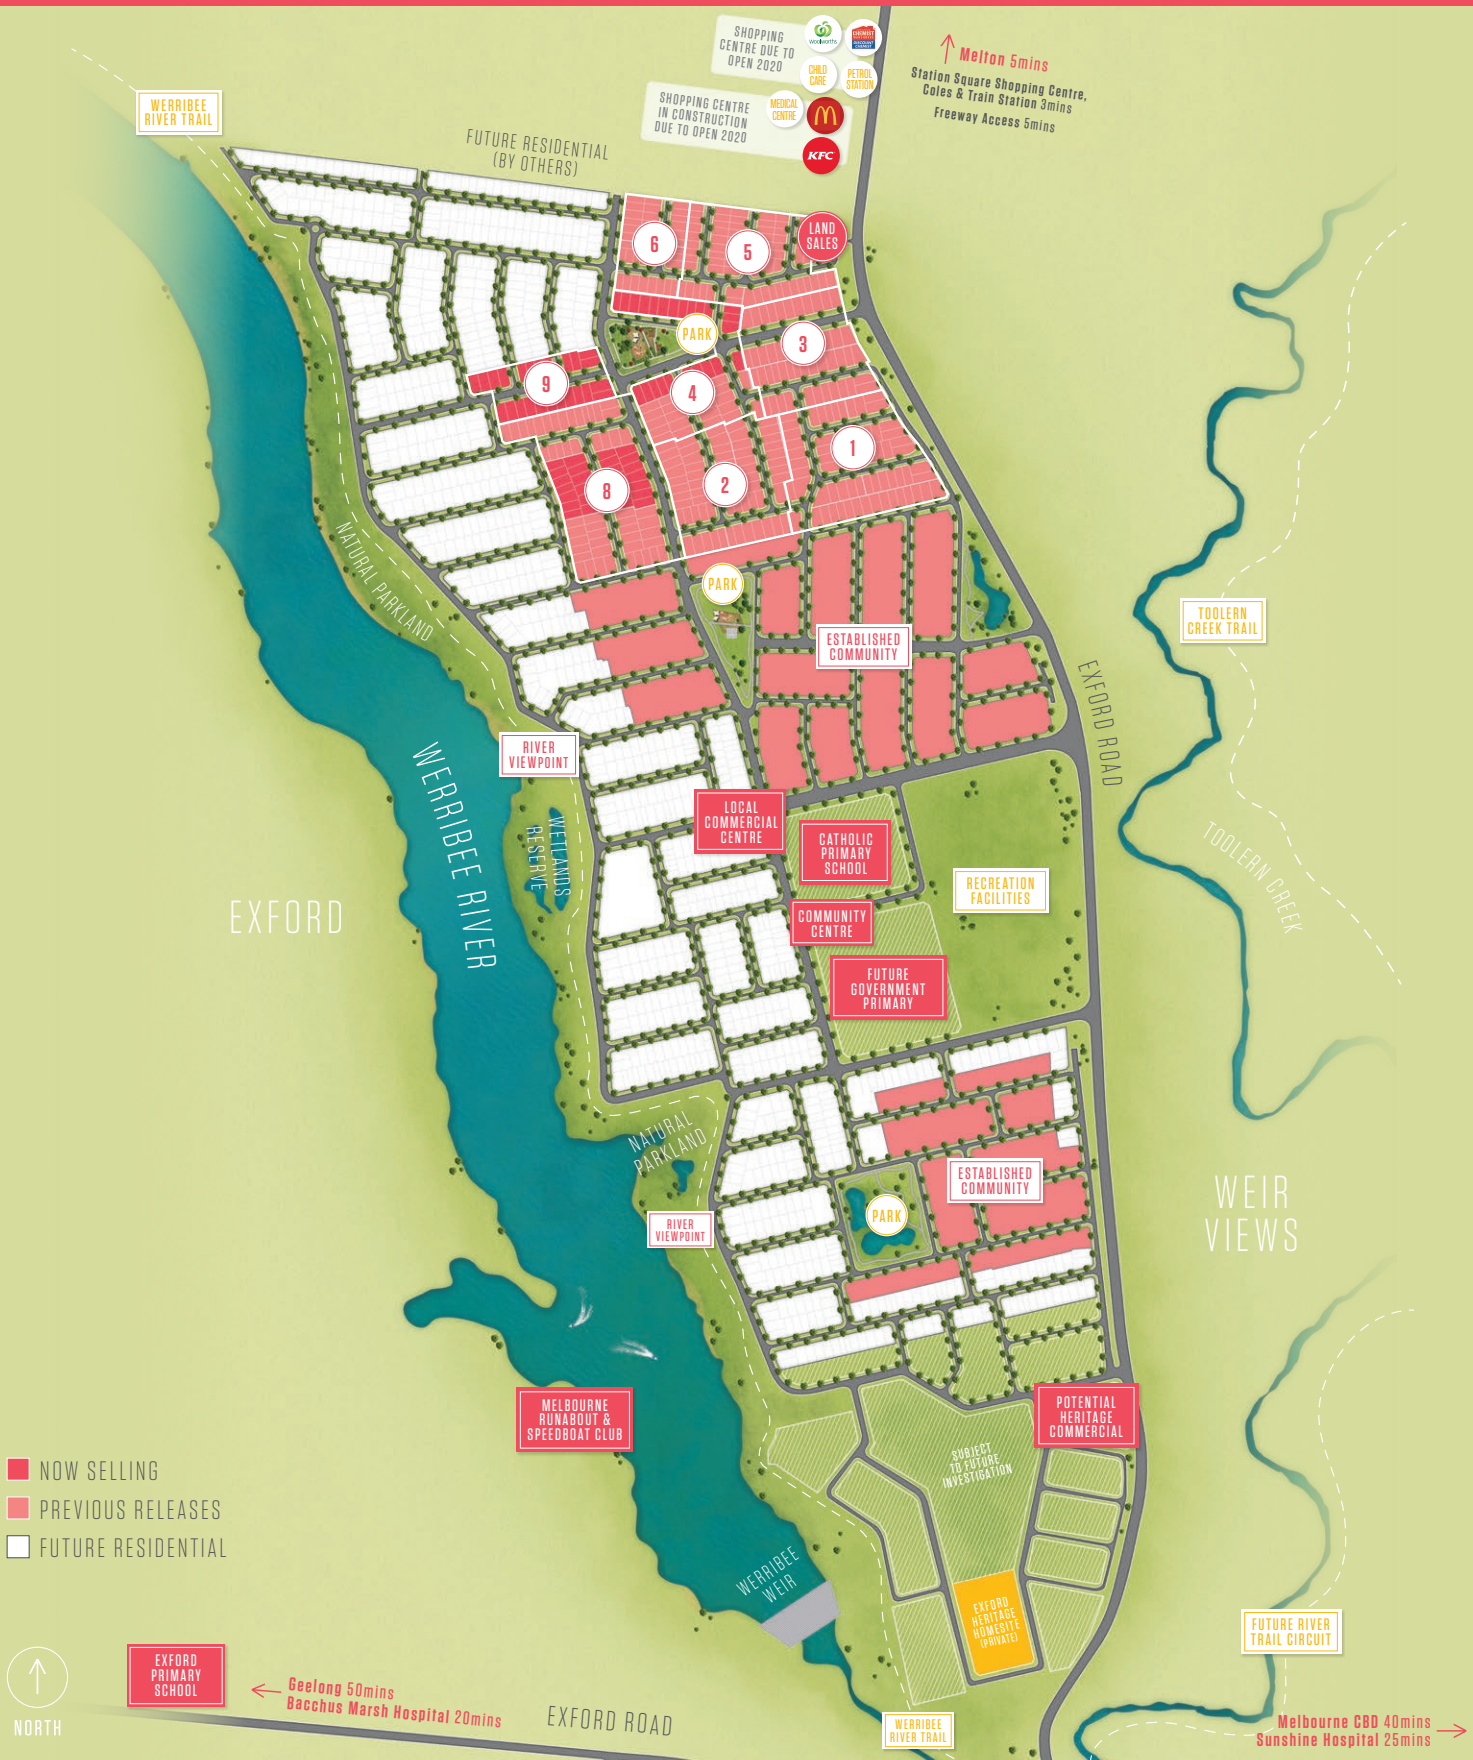 SHOPPING
CENTRE DUE TO
OPEN 2020
woolworths
CHEMIST
DISCOUNT
CHEMIST
CHILD
CARE
PETROL
STATION
SHOPPING CENTRE
IN CONSTRUCTION
DUE TO OPEN 2020
MEDICAL
CENTRE
KFC
Melton 5mins
Station Square Shopping Centre,
Coles & Train Station 3mins
Freeway Access 5mins
WERRIBEE
RIVER TRAIL
FUTURE RESIDENTIAL
(BY OTHERS)
6
5
LAND
SALES
PARK
3
9
4
1
2
8
NATURAL PARKLAND
PARK
ESTABLISHED
COMMUNITY
TOOLERN
CREEK TRAIL
EXFORD ROAD
RIVER
VIEWPOINT
WERRIBEE RIVER
WETLANDS
RESERVE
LOCAL
COMMERCIAL
CENTRE
CATHOLIC
PRIMARY
SCHOOL
RECREATION
FACILITIES
TOOLERN CREEK
EXFORD
COMMUNITY
CENTRE
FUTURE
GOVERNMENT
PRIMARY
NATURAL
PARKLAND
ESTABLISHED
COMMUNITY
PARK
RIVER
VIEWPOINT
WEIR
VIEWS
MELBOURNE
RUNABOUT &
SPEEDBOAT CLUB
POTENTIAL
HERITAGE
COMMERCIAL
SUBJECT
TO FUTURE
INVESTIGATION
NOW SELLING
PREVIOUS RELEASES
FUTURE RESIDENTIAL
WERRIBEE
WEIR
EXFORD
HERITAGE
HOMESITE
(PRIVATE)
FUTURE RIVER
TRAIL CIRCUIT
NORTH
EXFORD
PRIMARY
SCHOOL
Geelong 50mins
Bacchus Marsh Hospital 20mins
EXFORD ROAD
WERRIBEE
RIVER TRAIL
Melbourne CBD 40mins
Sunshine Hospital 25mins